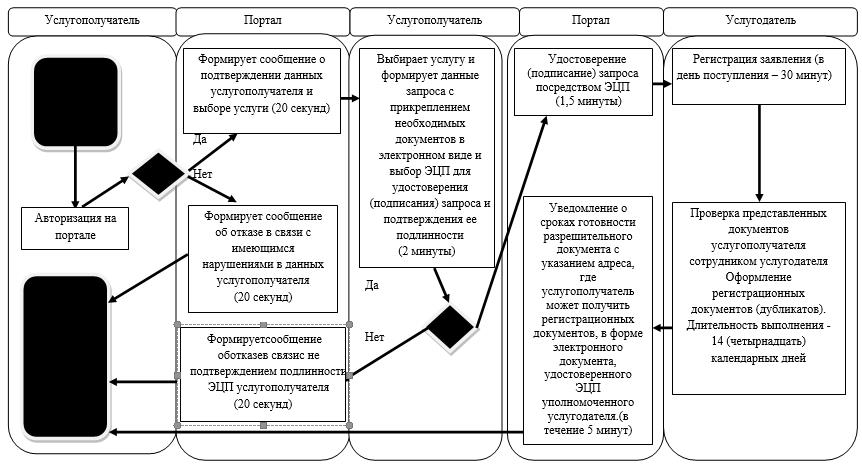 Услугополучатель
Портал
Услугополучатель
Портал
Услугодатель
Авторизация на
портале
Да
Нет
Формирует сообщение о
подтверждении данных
услугополучателя и
выборе услуги (20 секунд)
Формирует сообщение
об отказе в связи с
имеющимся
нарушениями в данных
услугополучателя
(20 секунд)
Формируетсообщение
оботказев связис не
подтверждением подлинности
ЭЦП услугополучателя
(20 секунд)
Выбирает услугу и
формирует данные
запроса с
прикреплением
необходимых
документов в
электронном виде и
выбор ЭЦП для
удостоверения
(подписания) запроса и
подтверждения ее
подлинности
(2 минуты)
Да
Нет
Удостоверение
(подписание) запроса
посредством ЭЦП
(1,5 минуты)
Уведомление о
сроках готовности
разрешительного
документа с
указанием адреса,
где
услугополучатель
может получить
регистрационных
документов, в форме
электронного
документа,
удостоверенного
ЭЦП
уполномоченного
услугодателя.(в
течение 5 минут)
Регистрация заявления (в
день поступления – 30 минут)
Проверка представленных
документов
услугополучателя
сотрудником услугодателя
Оформление
регистрационных
документов (дубликатов).
Длительность выполнения -
14 (четырнадцать)
календарных дней